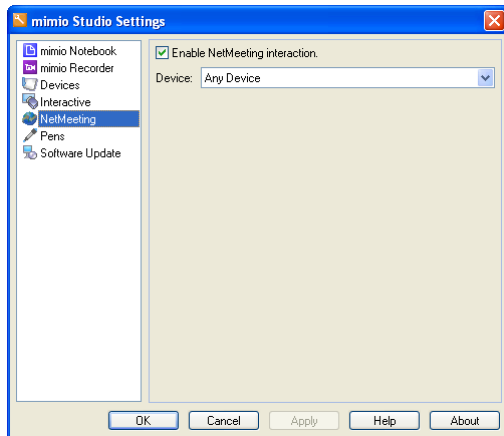 mimio Studio Settings
mimio Notebook
mimio Recorder
Devices
Interactive
NetMeeting
Pens
Software Update
Enable NetMeeting interaction.
Device: Any Device
OK Cancel Apply Help About